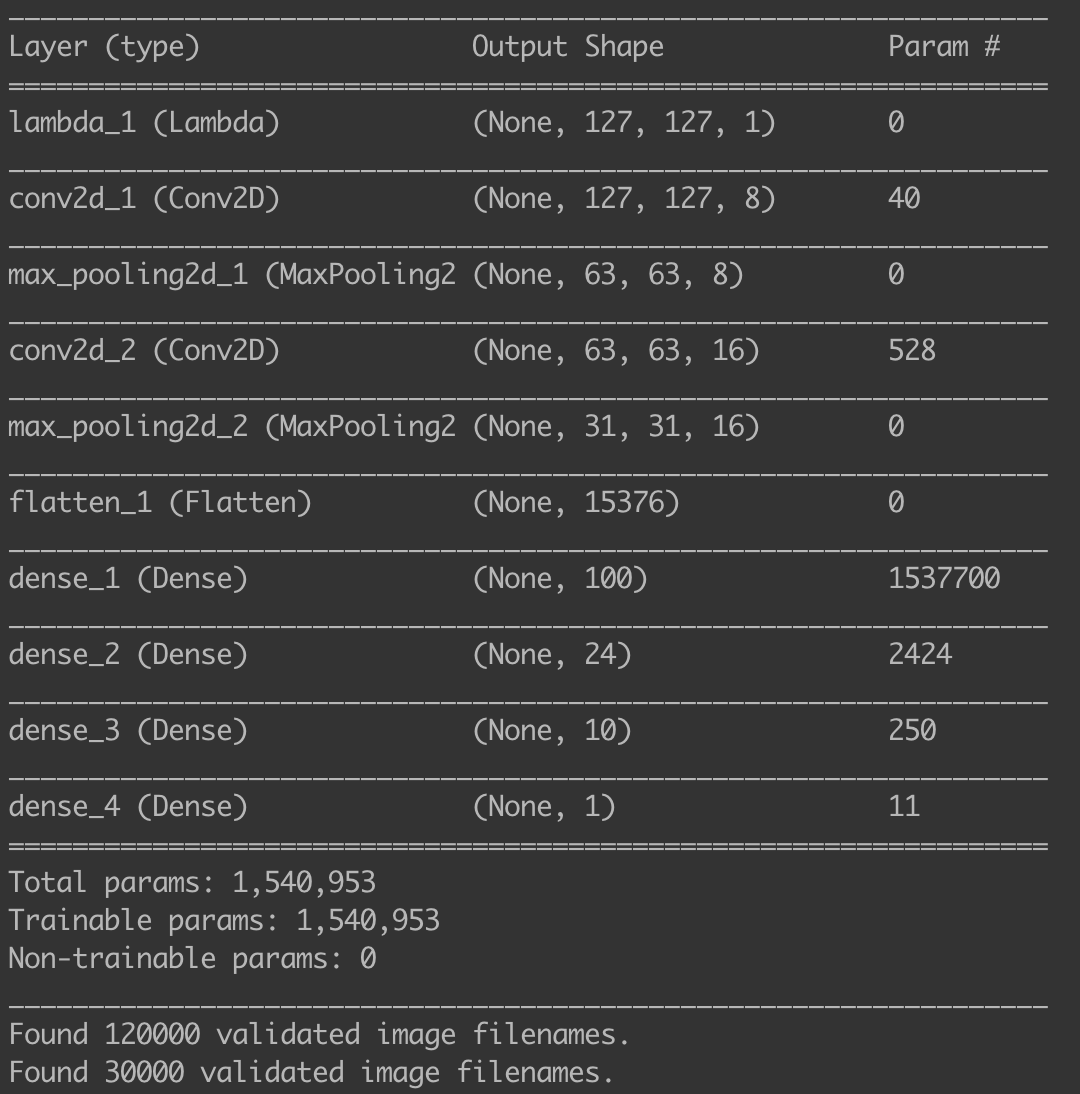 Layer (type) Output Shape Param #
lambda_1 (Lambda) (None, 127, 127, 1) 0
conv2d_1 (Conv2D) (None, 127, 127, 8) 40
max_pooling2d_1 (MaxPooling2 (None, 63, 63, 8) 0
conv2d_2 (Conv2D) (None, 63, 63, 16) 528
max_pooling2d_2 (MaxPooling2 (None, 31, 31, 16) 0
flatten_1 (Flatten) (None, 15376) 0
dense_1 (Dense) (None, 100) 1537700
dense_2 (Dense) (None, 24) 2424
dense_3 (Dense) (None, 10) 250
dense_4 (Dense) (None, 1) 11
Total params: 1,540,953
Trainable params: 1,540,953
Non-trainable params: 0
Found 120000 validated image filenames.
Found 30000 validated image filenames.